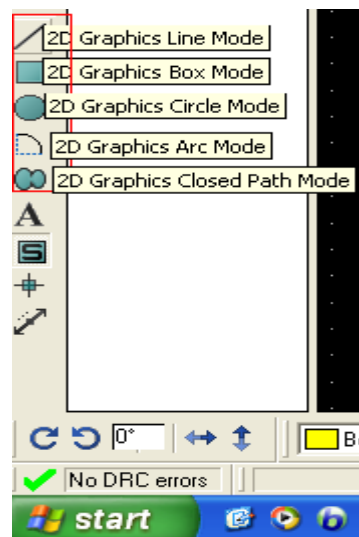 2D Graphics Line Mode
2D Graphics Box Mode
2D Graphics Circle Mode
2D Graphics Arc Mode
2D Graphics Closed Path Mode
A
S
0°
No DRC errors
start